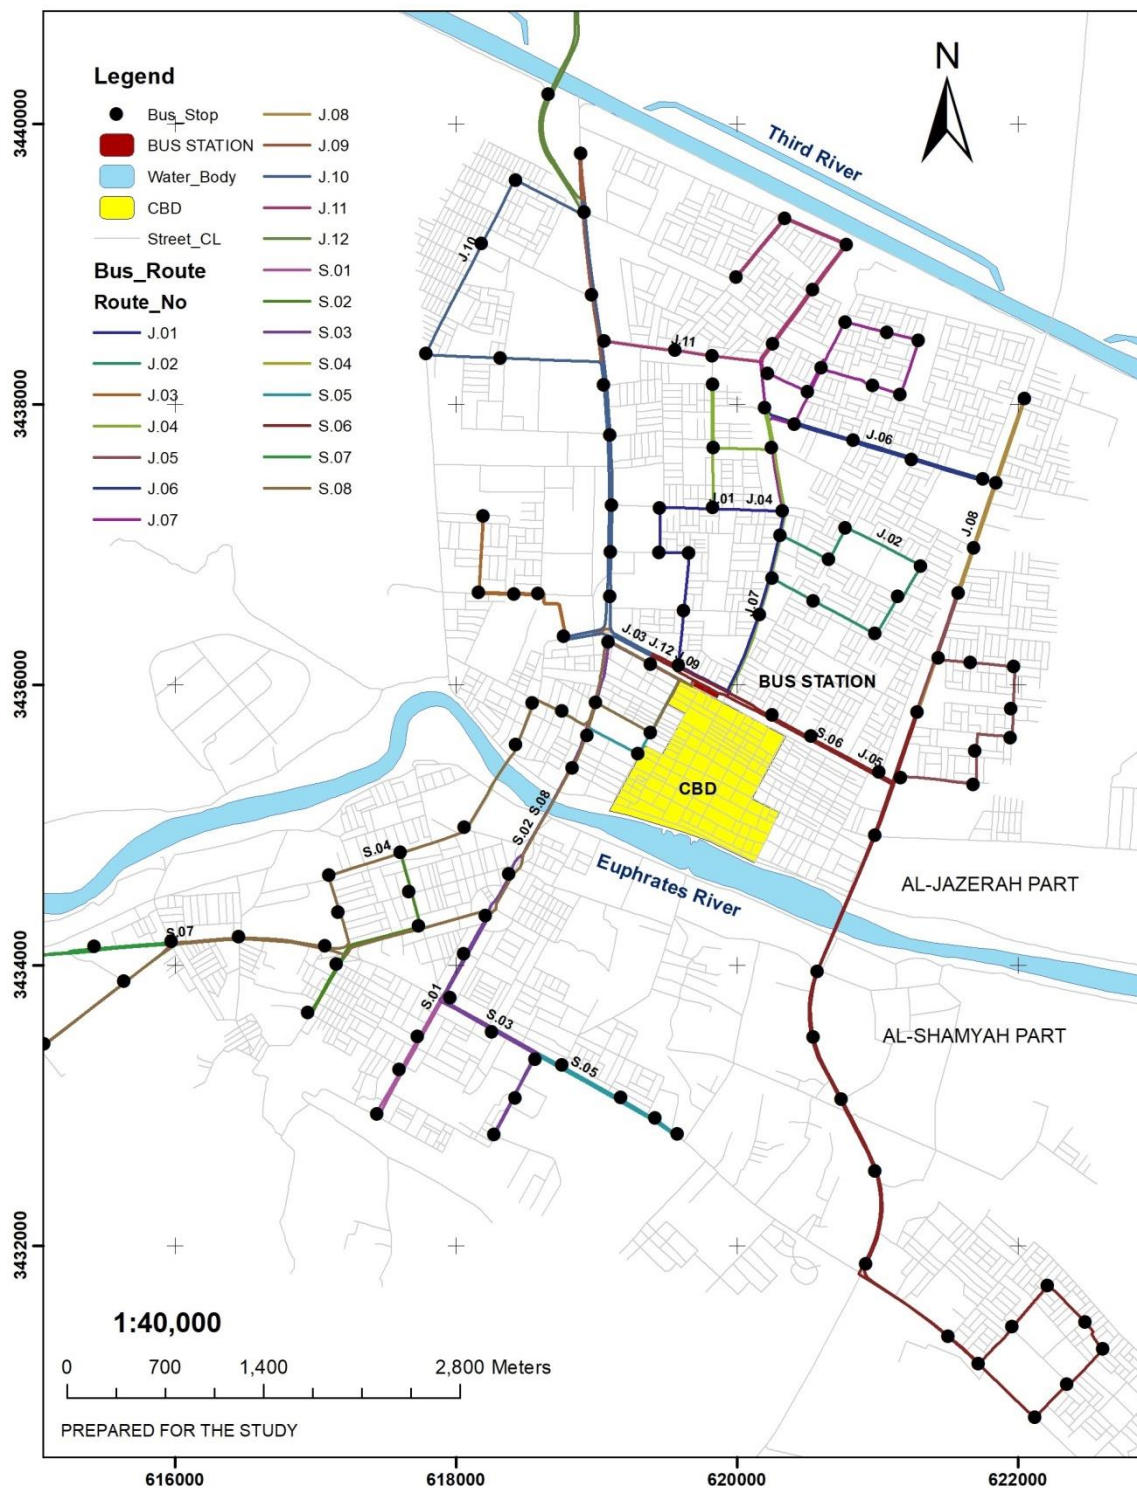 Legend
Bus_Stop
BUS STATION
Water_Body
CBD
Street_CL
Bus_Route
Route_No
J.01
J.02
J.03
J.04
J.05
J.06
J.07
J.08
J.09
J.10
J.11
J.12
S.01
S.02
S.03
S.04
S.05
S.06
S.07
S.08
N
Third River
J.10
J.11
J.06
J.08
J.01
J.04
J.02
J.07
J.03
J.12
J.09
BUS STATION
S.06
J.05
CBD
S.08
S.02
S.04
Euphrates River
AL-JAZERAH PART
S.07
S.01
S.03
AL-SHAMYAH PART
S.05
1:40,000
0 700 1,400 2,800 Meters
PREPARED FOR THE STUDY
3440000
3438000
3436000
3434000
3432000
616000 618000 620000 622000